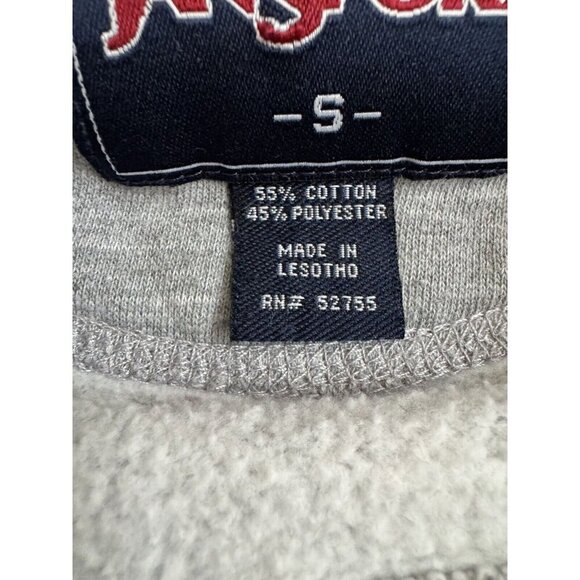 - S -
55% COTTON
45% POLYESTER
MADE IN
LESOTHO
RN# 52755